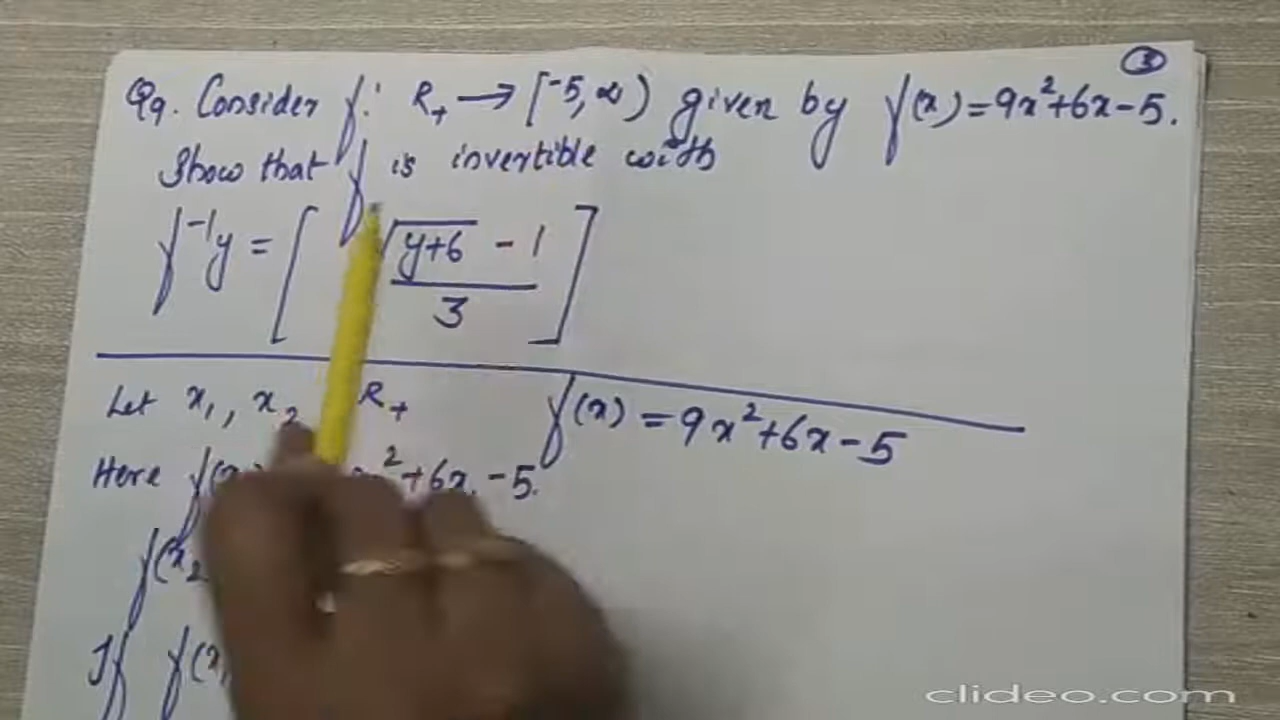 ③
Q9. Consider f: R₊ → [-5, ∞) given by f(x) = 9x²+6x-5.
Show that f is invertible with
f⁻¹y = [ √y+6 - 1 / 3 ]
Let x₁, x₂ R₊
f(x) = 9x²+6x-5
Here ²+6x -5.
f(x₂
If f(x
clideo.com